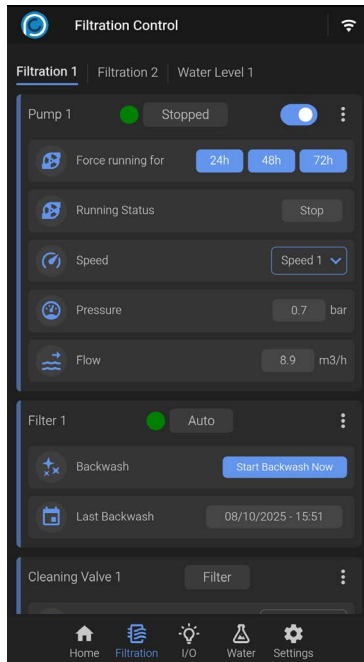 Filtration Control
Filtration 1 Filtration 2 Water Level 1
Pump 1 Stopped
Force running for 24h 48h 72h
Running Status Stop
Speed Speed 1
Pressure 0.7 bar
Flow 8.9 m3/h
Filter 1 Auto
Backwash Start Backwash Now
Last Backwash 08/10/2025 - 15:51
Cleaning Valve 1 Filter
Home Filtration I/O Water Settings